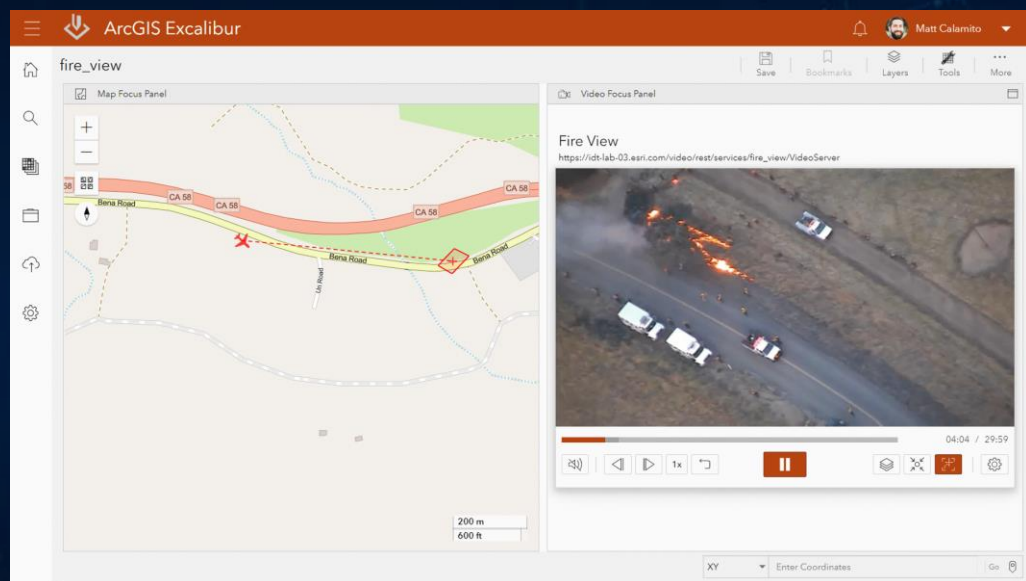 ArcGIS Excalibur
Matt Calamito
fire_view
Save
Bookmarks
Layers
Tools
More
Map Focus Panel
Video Focus Panel
Fire View
https://idt-lab-03.esri.com/video/rest/services/fire_view/VideoServer
58
CA 58
CA 58
CA 58
CA 58
Bena Road
Bena Road
Bena Road
Un Road
200 m
600 ft
04:04 / 29:59
1x
XY
Enter Coordinates
Go